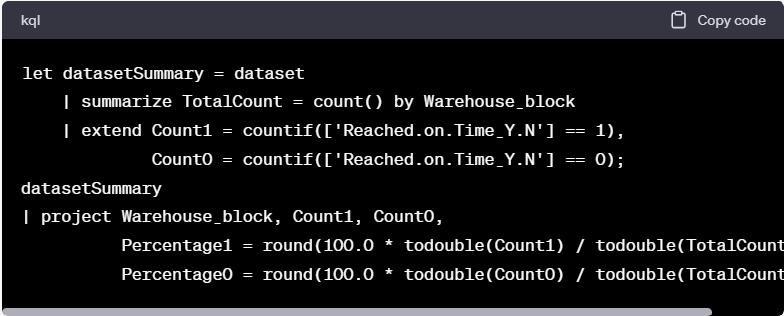 kql
Copy code
let datasetSummary = dataset
| summarize TotalCount = count() by Warehouse_block
| extend Count1 = countif(['Reached.on.Time_Y.N'] == 1),
Count0 = countif(['Reached.on.Time_Y.N'] == 0);
datasetSummary
| project Warehouse_block, Count1, Count0,
Percentage1 = round(100.0 * todouble(Count1) / todouble(TotalCount
Percentage0 = round(100.0 * todouble(Count0) / todouble(TotalCount